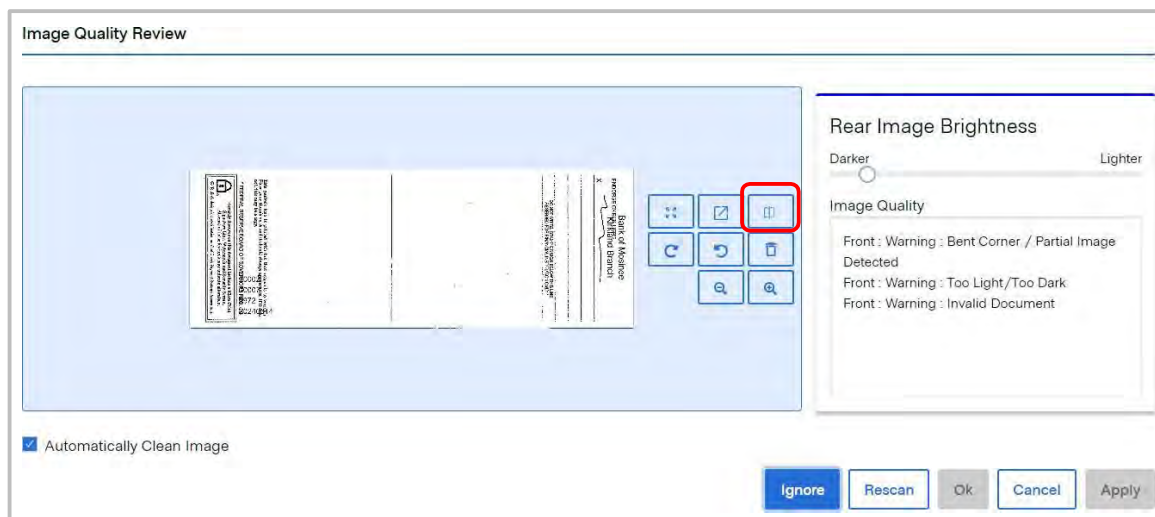 Image Quality Review
Rear Image Brightness
Darker
Lighter
Image Quality
Front : Warning : Bent Corner / Partial Image
Detected
Front : Warning : Too Light/Too Dark
Front : Warning : Invalid Document
Bank of Mosinee
Branch
X
Automatically Clean Image
Ignore
Rescan
Ok
Cancel
Apply